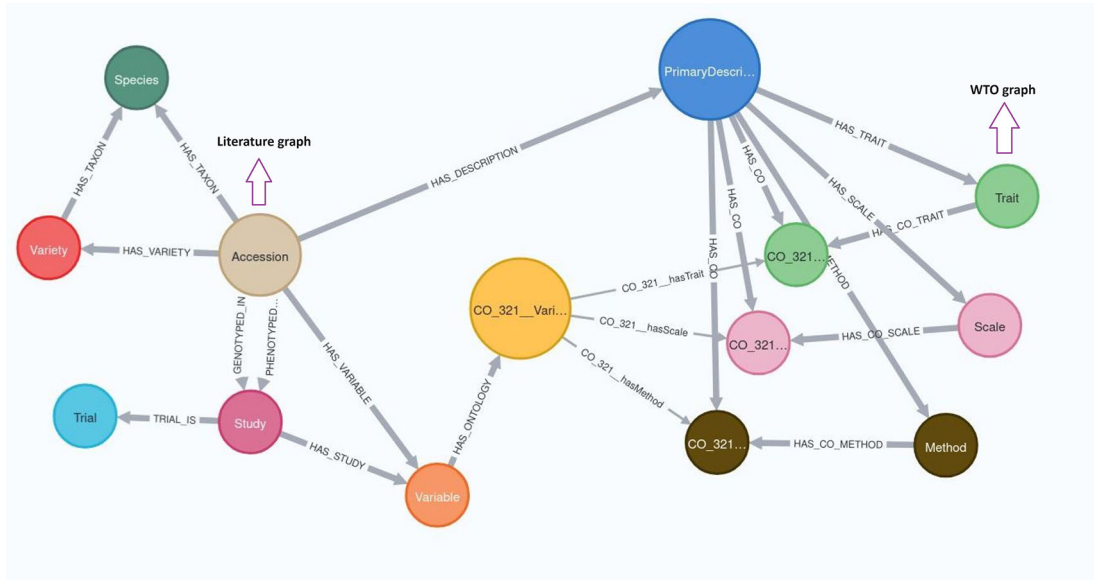 PrimaryDescri...
Species
WTO graph
Literature graph
HAS_TAXON
HAS_TAXON
HAS_DESCRIPTION
HAS_TRAIT
HAS_CO
HAS_SCALE
Trait
HAS_CO
HAS_CO_TRAIT
Variety
HAS_VARIETY
Accession
HAS_CO
CO_321...
METHOD
CO_321__hasTrait
CO_321__Vari...
CO_321__hasScale
CO_321...
HAS_CO_SCALE
Scale
GENOTYPED_IN
PHENOTYPED...
HAS_VARIABLE
CO_321__hasMethod
Trial
TRIAL_IS
Study
HAS_STUDY
HAS_ONTOLOGY
CO_321...
HAS_CO_METHOD
Method
Variable